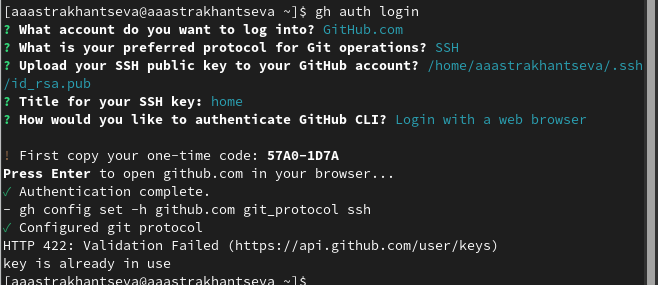 [aaastrakhantseva@aaastrakhantseva ~]$ gh auth login
? What account do you want to log into? GitHub.com
? What is your preferred protocol for Git operations? SSH
? Upload your SSH public key to your GitHub account? /home/aaastrakhantseva/.ssh
/id_rsa.pub
? Title for your SSH key: home
? How would you like to authenticate GitHub CLI? Login with a web browser
! First copy your one-time code: 57A0-1D7A
Press Enter to open github.com in your browser...
✓ Authentication complete.
- gh config set -h github.com git_protocol ssh
✓ Configured git protocol
HTTP 422: Validation Failed (https://api.github.com/user/keys)
key is already in use
[aaastrakhantseva@aaastrakhantseva ~]$